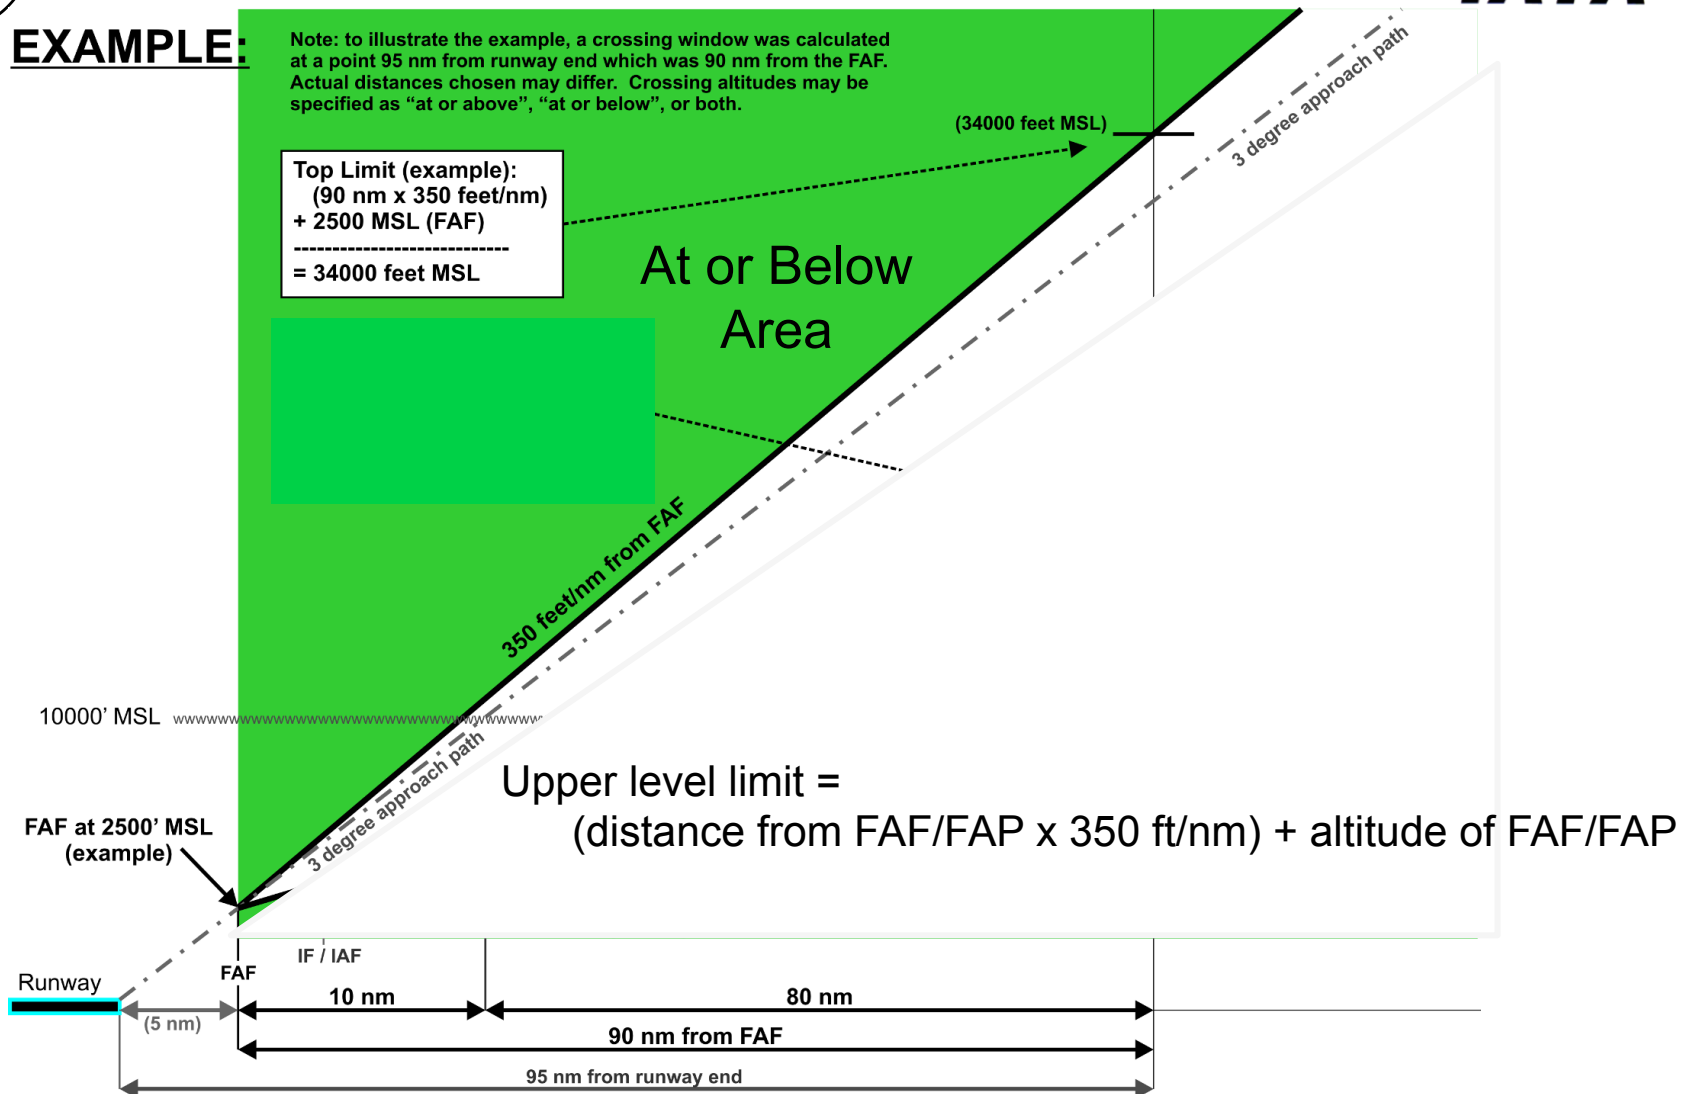 EXAMPLE:
Note: to illustrate the example, a crossing window was calculated
at a point 95 nm from runway end which was 90 nm from the FAF.
Actual distances chosen may differ. Crossing altitudes may be
specified as “at or above”, “at or below”, or both.
(34000 feet MSL)
3 degree approach path
Top Limit (example):
(90 nm x 350 feet/nm)
+ 2500 MSL (FAF)
----------------------------
= 34000 feet MSL
At or Below
Area
350 feet/nm from FAF
10000’ MSL
3 degree approach path
Upper level limit =
(distance from FAF/FAP x 350 ft/nm) + altitude of FAF/FAP
FAF at 2500’ MSL
(example)
IF / IAF
FAF
Runway
(5 nm)
10 nm
80 nm
90 nm from FAF
95 nm from runway end